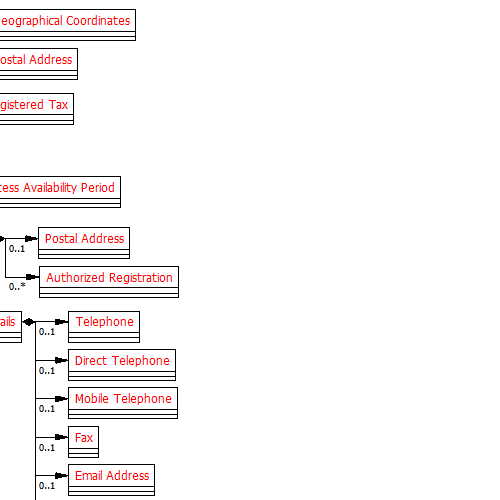 eographical Coordinates
ostal Address
gistered Tax
cess Availability Period
Postal Address
0..1
Authorized Registration
0..*
ails
Telephone
0..1
Direct Telephone
0..1
Mobile Telephone
0..1
Fax
0..1
Email Address
0..1